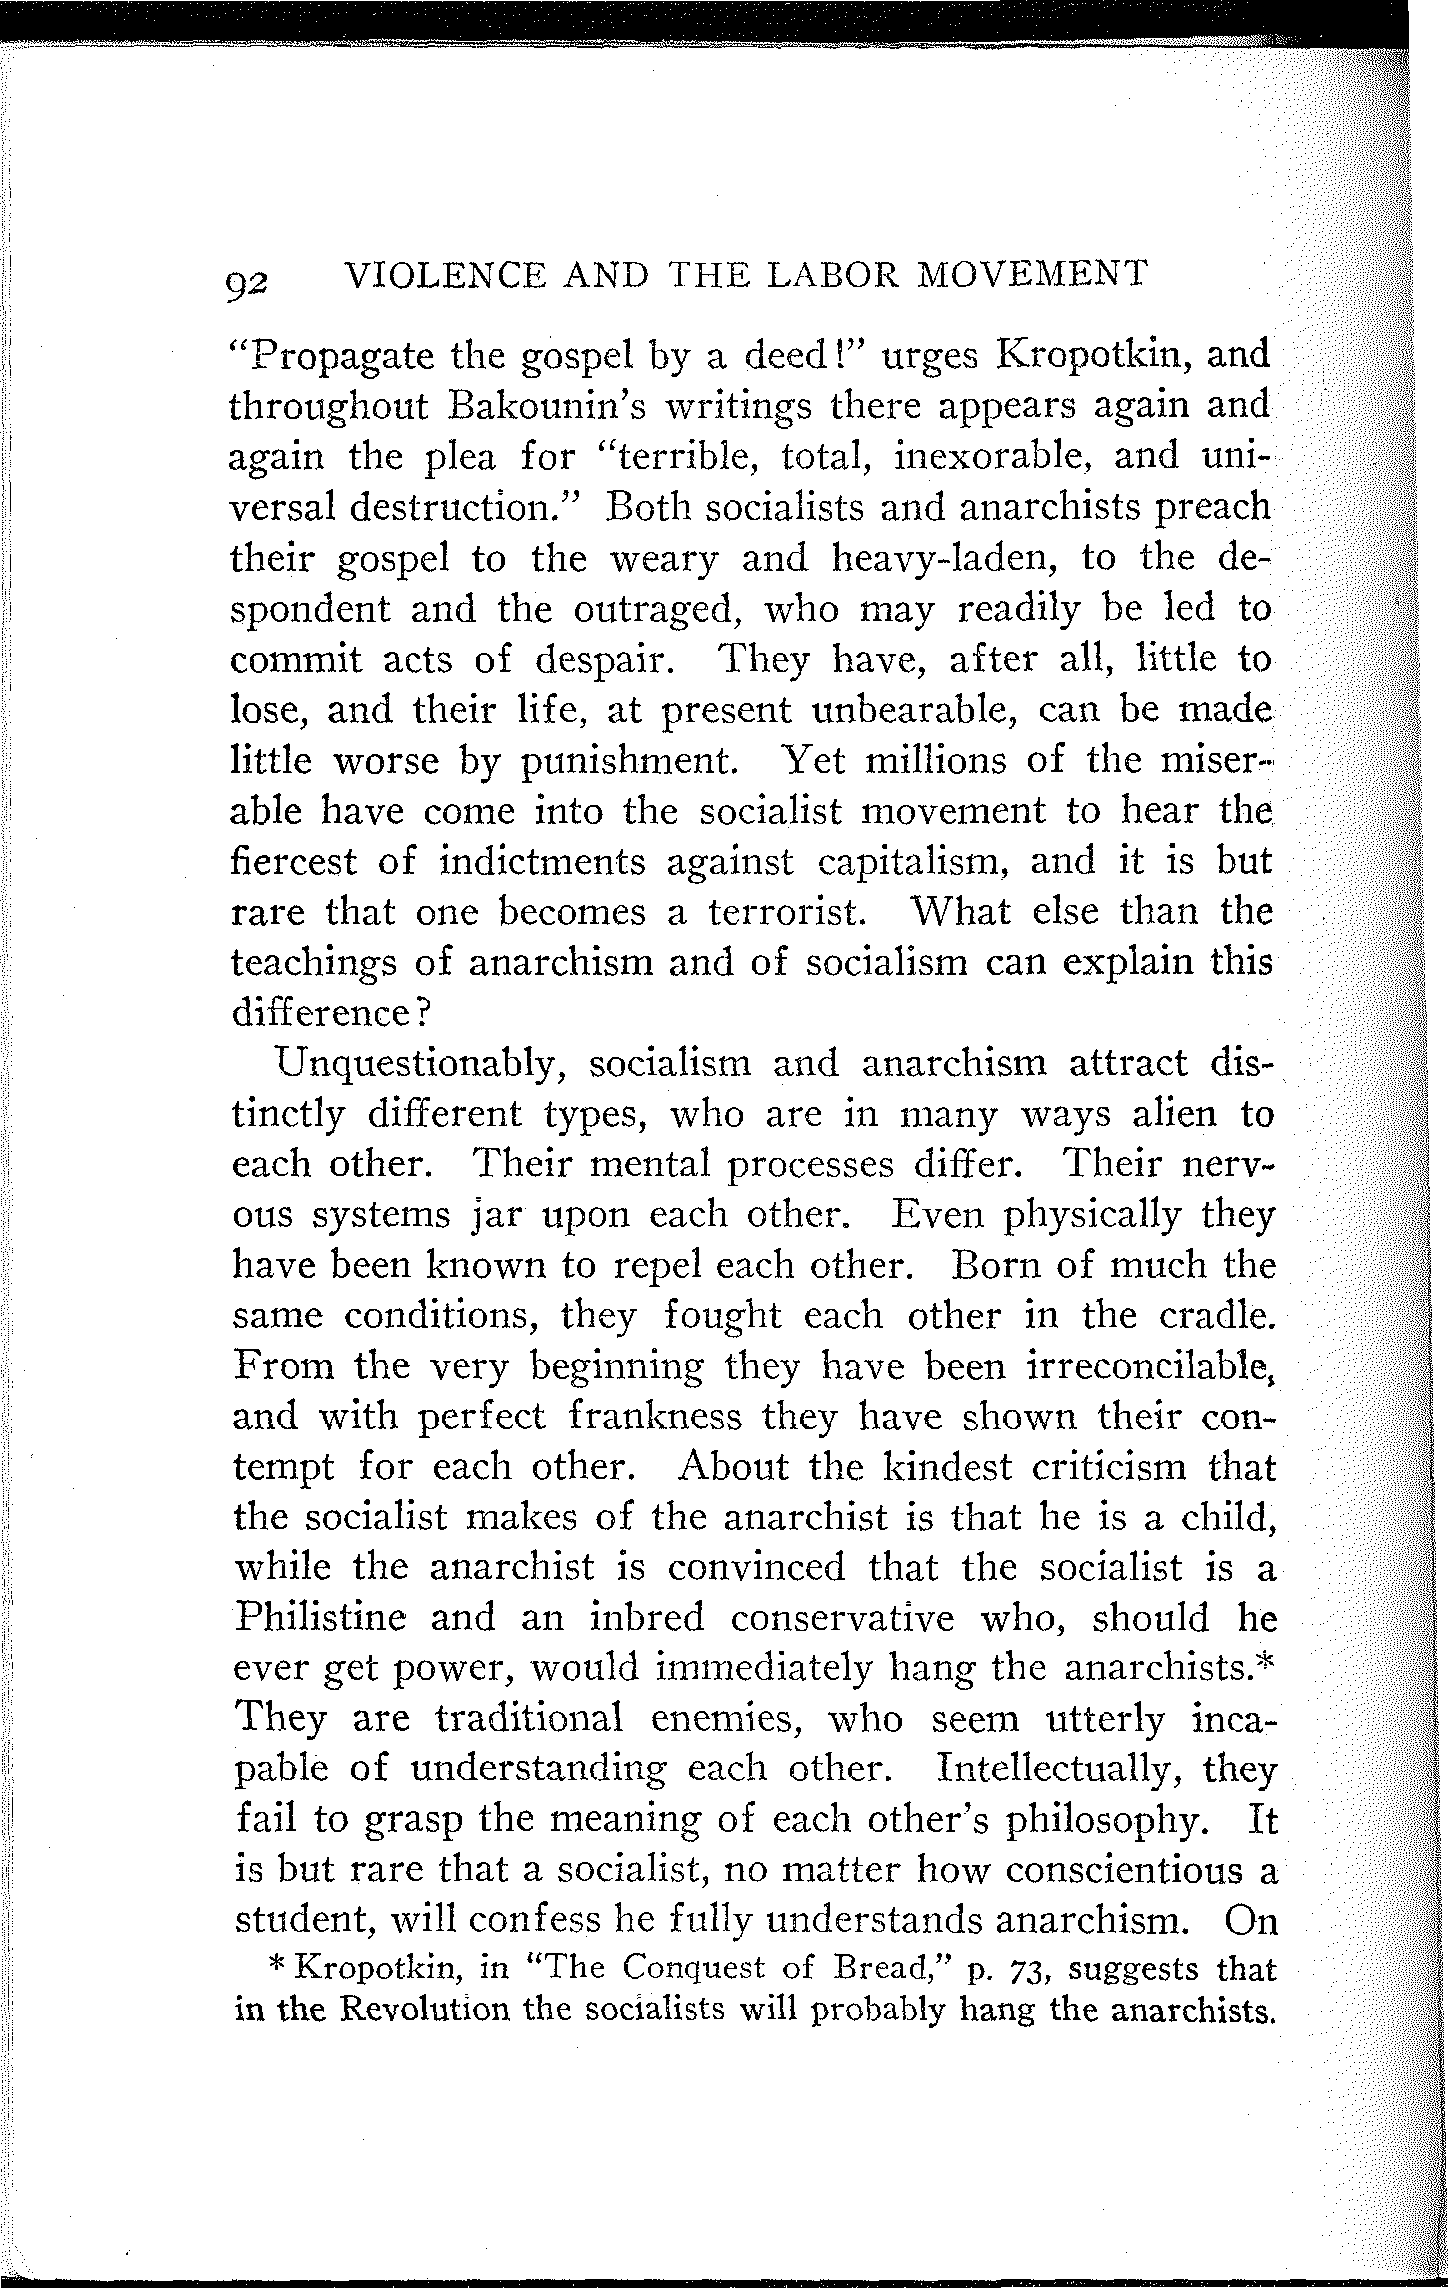 92 VIOLENCE AND THE LABOR MOVEMENT
“Propagate the gospel by a deed!” urges Kropotkin, and
throughout Bakounin’s writings there appears again and
again the plea for “terrible, total, inexorable, and uni-
versal destruction.” Both socialists and anarchists preach
their gospel to the weary and heavy-laden, to the de-
spondent and the outraged, who may readily be led to
commit acts of despair. They have, after all, little to
lose, and their life, at present unbearable, can be made
little worse by punishment. Yet millions of the miser-
able have come into the socialist movement to hear the
fiercest of indictments against capitalism, and it is but
rare that one becomes a terrorist. What else than the
teachings of anarchism and of socialism can explain this
difference?
Unquestionably, socialism and anarchism attract dis-
tinctly different types, who are in many ways alien to
each other. Their mental processes differ. Their nerv-
ous systems jar upon each other. Even physically they
have been known to repel each other. Born of much the
same conditions, they fought each other in the cradle.
From the very beginning they have been irreconcilable,
and with perfect frankness they have shown their con-
tempt for each other. About the kindest criticism that
the socialist makes of the anarchist is that he is a child,
while the anarchist is convinced that the socialist is a
Philistine and an inbred conservative who, should he
ever get power, would immediately hang the anarchists.*
They are traditional enemies, who seem utterly inca-
pable of understanding each other. Intellectually, they
fail to grasp the meaning of each other’s philosophy. It
is but rare that a socialist, no matter how conscientious a
student, will confess he fully understands anarchism. On
* Kropotkin, in “The Conquest of Bread,” p. 73, suggests that
in the Revolution the socialists will probably hang the anarchists.